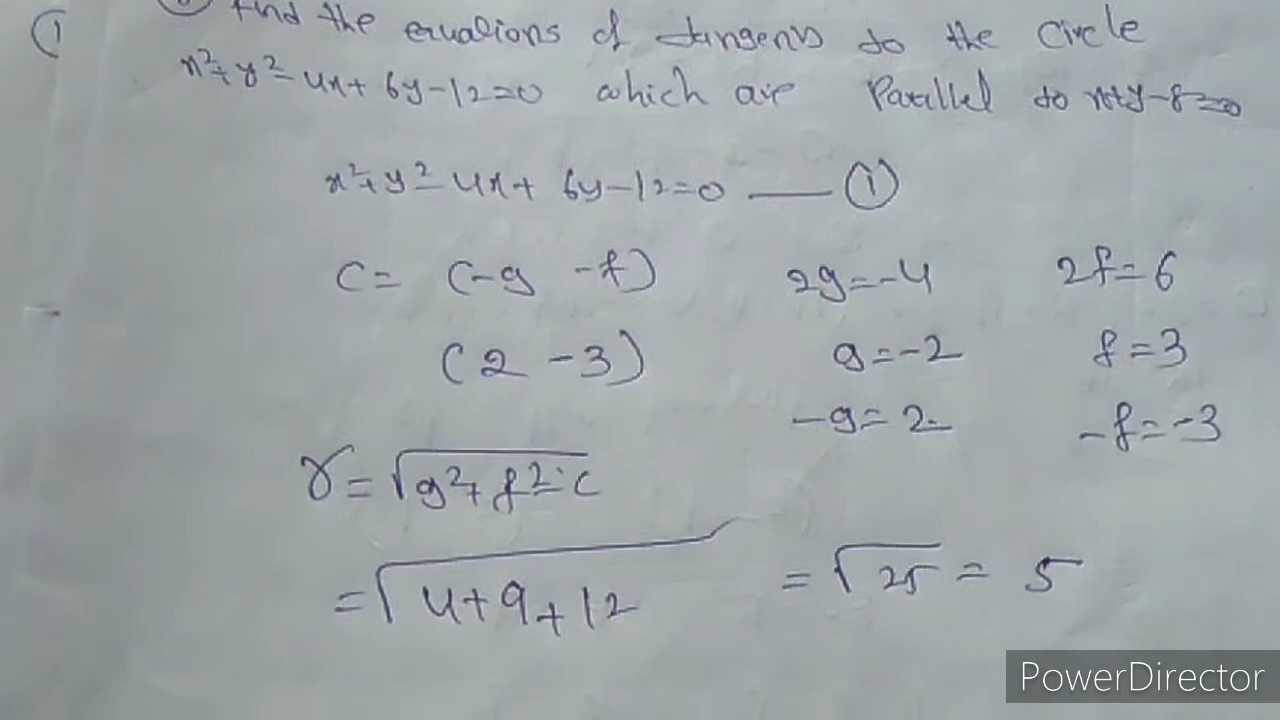 ① Find the equations of tangents to the Circle
x²+y²-4x+6y-12=0 which are Parallel to x+y-8=0
x²+y²-4x+6y-12=0 — ①
C= (-g -f) 2g=-4 2f=6
(2 -3) g=-2 f=3
-g=2 -f=-3
r=√g²+f²-c
=√4+9+12 =√25 = 5
PowerDirector